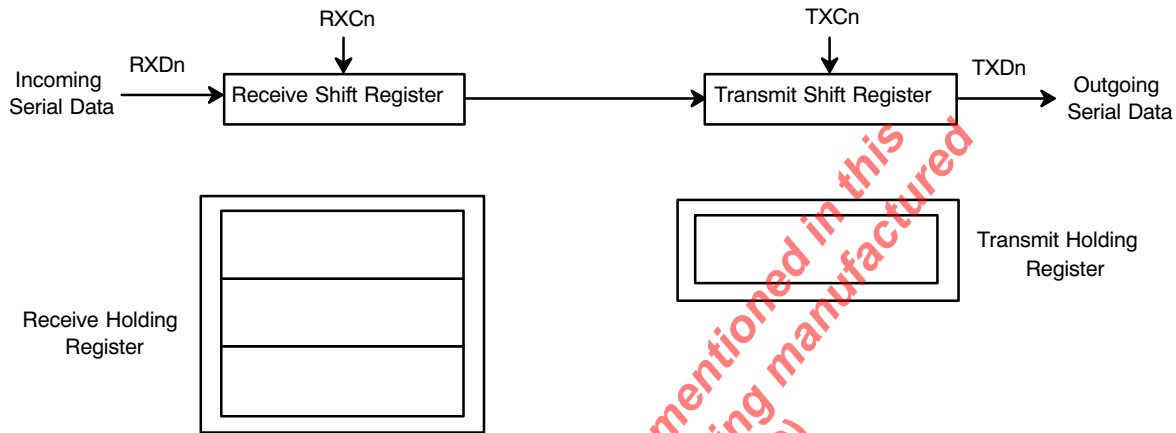 RXCn
TXCn
Incoming
Serial Data
RXDn
Receive Shift Register
Transmit Shift Register
TXDn
Outgoing
Serial Data
Receive Holding
Register
Transmit Holding
Register
mentioned in this
ing manufactured